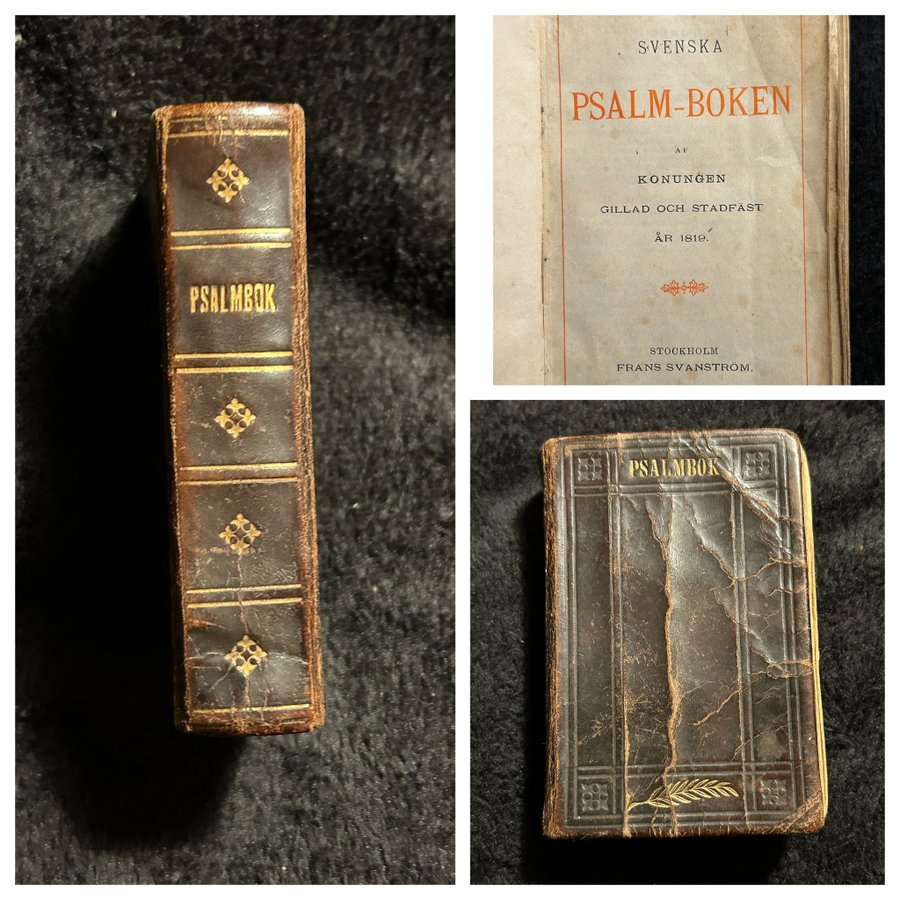 PSALMBOK
SVENSKA
PSALM-BOKEN
AF
KONUNGEN
GILLAD OCH STADFÄST
ÅR 1819.
STOCKHOLM
FRANS SVANSTRÖM.
PSALMBOK